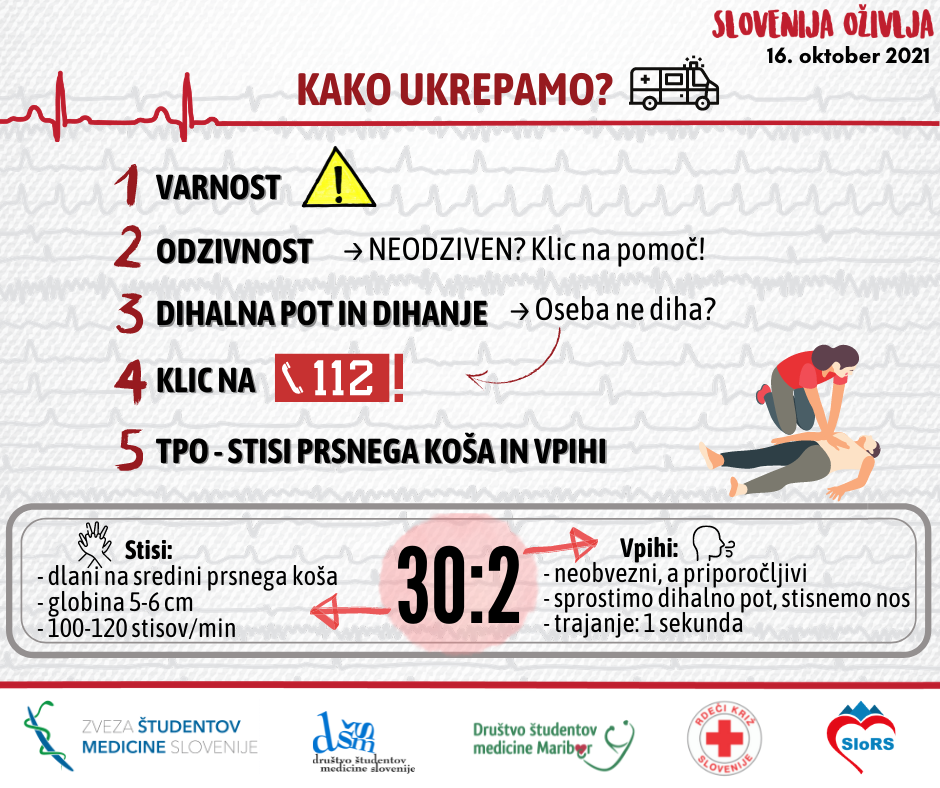 SLOVENIJA OŽIVLJA
16. oktober 2021
KAKO UKREPAMO?
1 VARNOST !
2 ODZIVNOST → NEODZIVEN? Klic na pomoč!
3 DIHALNA POT IN DIHANJE → Oseba ne diha?
4 KLIC NA 112!
5 TPO - STISI PRSNEGA KOŠA IN VPIHI
Stisi:
- dlani na sredini prsnega koša
- globina 5-6 cm
- 100-120 stisov/min
30:2
Vpihi:
- neobvezni, a priporočljivi
- sprostimo dihalno pot, stisnemo nos
- trajanje: 1 sekunda
ZVEZA ŠTUDENTOV
MEDICINE SLOVENIJE
dšmm
društvo študentov
medicine slovenije
Društvo študentov
medicine Maribor
RDEČI KRIŽ
SLOVENIJE
SloRS